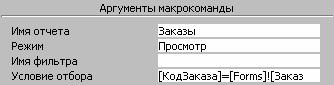 Аргументы макрокоманды
Имя отчета Заказы
Режим Просмотр
Имя фильтра
Условие отбора [КодЗаказа]=[Forms]![Заказ